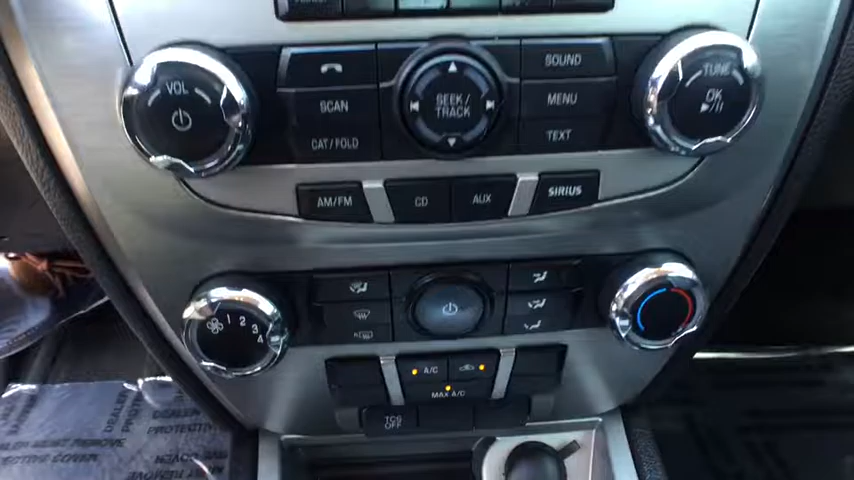 VOL
SCAN
CAT/FOLD
SEEK/
TRACK
SOUND
MENU
TEXT
TUNE
OK
AM/FM
CD
AUX
SIRIUS
1 2 3 4
A/C
MAX A/C
TCS
OFF